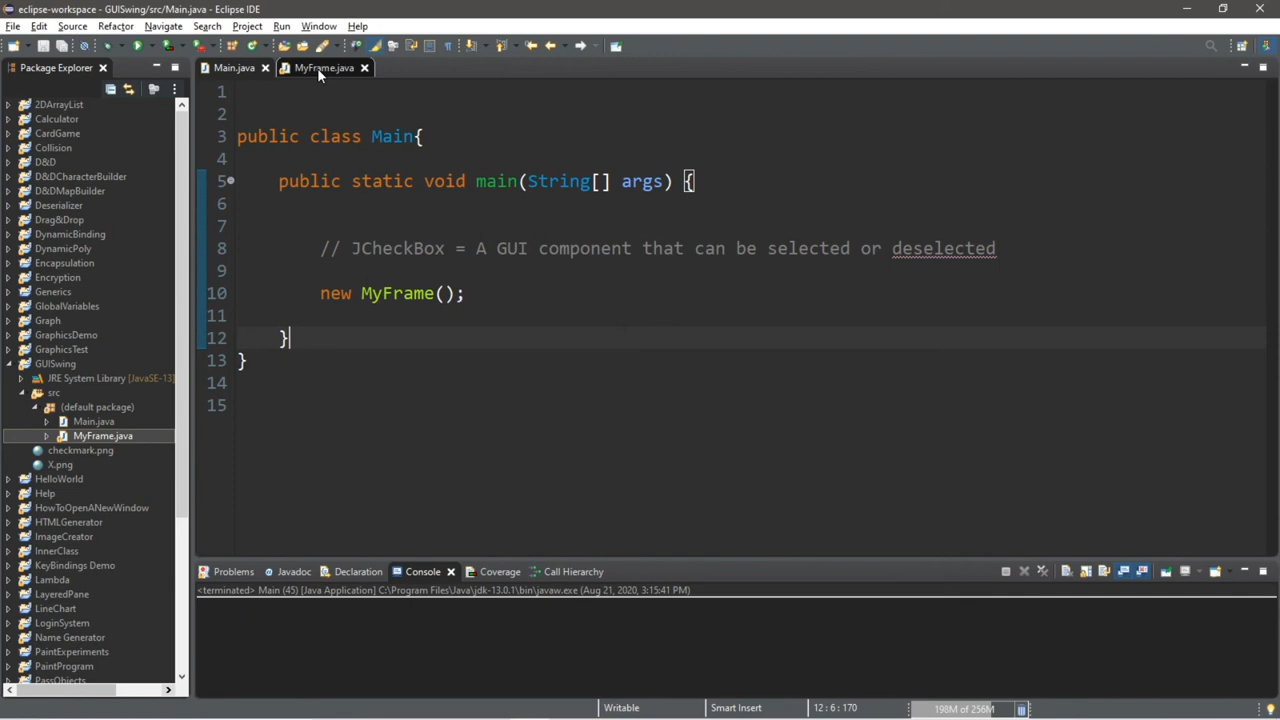 eclipse-workspace - GUISwing/src/Main.java - Eclipse IDE
File Edit Source Refactor Navigate Search Project Run Window Help
Package Explorer
Main.java
MyFrame.java
2DArrayList
Calculator
CardGame
Collision
D&D
D&DCharacterBuilder
D&DMapBuilder
Deserializer
Drag&Drop
DynamicBinding
DynamicPoly
Encapsulation
Encryption
Generics
GlobalVariables
Graph
GraphicsDemo
GraphicsTest
GUISwing
JRE System Library [JavaSE-13]
src
(default package)
Main.java
MyFrame.java
checkmark.png
X.png
HelloWorld
Help
HowToOpenANewWindow
HTMLGenerator
ImageCreator
InnerClass
KeyBindings Demo
Lambda
LayeredPane
LineChart
LoginSystem
Name Generator
PaintExperiments
PaintProgram
PassObjects
1
2
3 public class Main{
4
5 public static void main(String[] args) {
6
7
8 // JCheckBox = A GUI component that can be selected or deselected
9
10 new MyFrame();
11
12 }
13 }
14
15
Problems Javadoc Declaration Console Coverage Call Hierarchy
<terminated> Main (45) [Java Application] C:\Program Files\Java\jdk-13.0.1\bin\javaw.exe (Aug 21, 2020, 3:15:41 PM)
Writable Smart Insert 12 : 6 : 170 198M of 256M